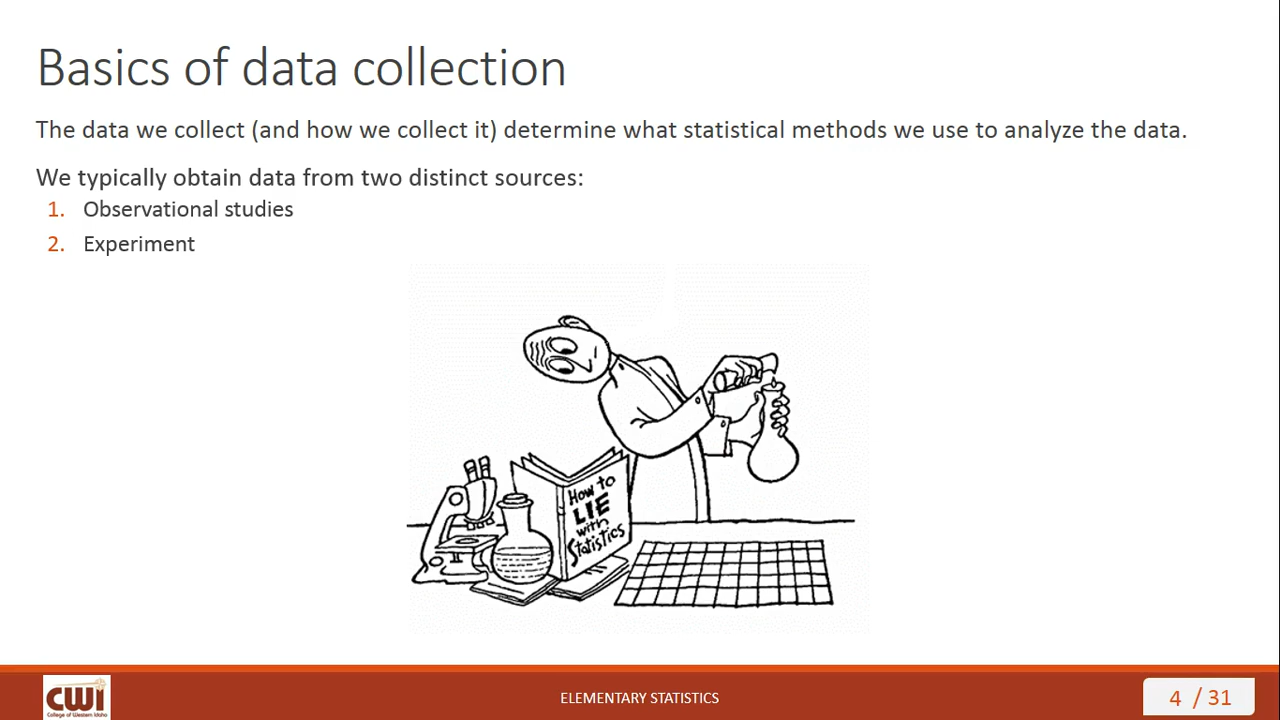 Basics of data collection
The data we collect (and how we collect it) determine what statistical methods we use to analyze the data.
We typically obtain data from two distinct sources:
1. Observational studies
2. Experiment
How to
LIE
with
Statistics
CWI
College of Western Idaho
ELEMENTARY STATISTICS
4 / 31